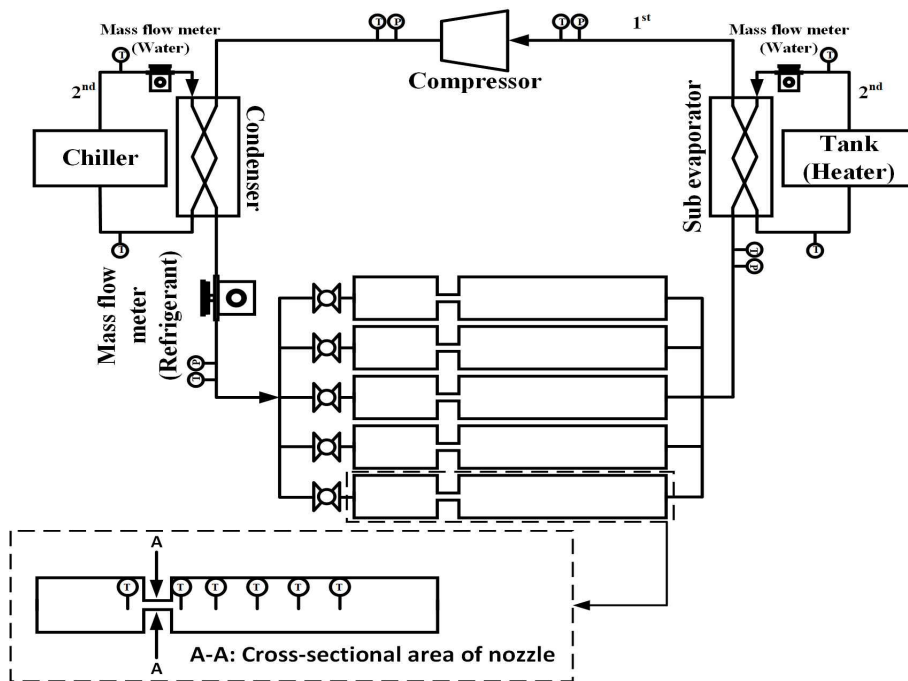 Mass flow meter
(Water)
T
2nd
Chiller
T
Condenser
T P
Compressor
T P
1st
Mass flow meter
(Water)
T
2nd
Sub evaporator
Tank
(Heater)
T
T
P
Mass flow
meter
(Refrigerant)
P
T
A
T T T T T T
A
A-A: Cross-sectional area of nozzle